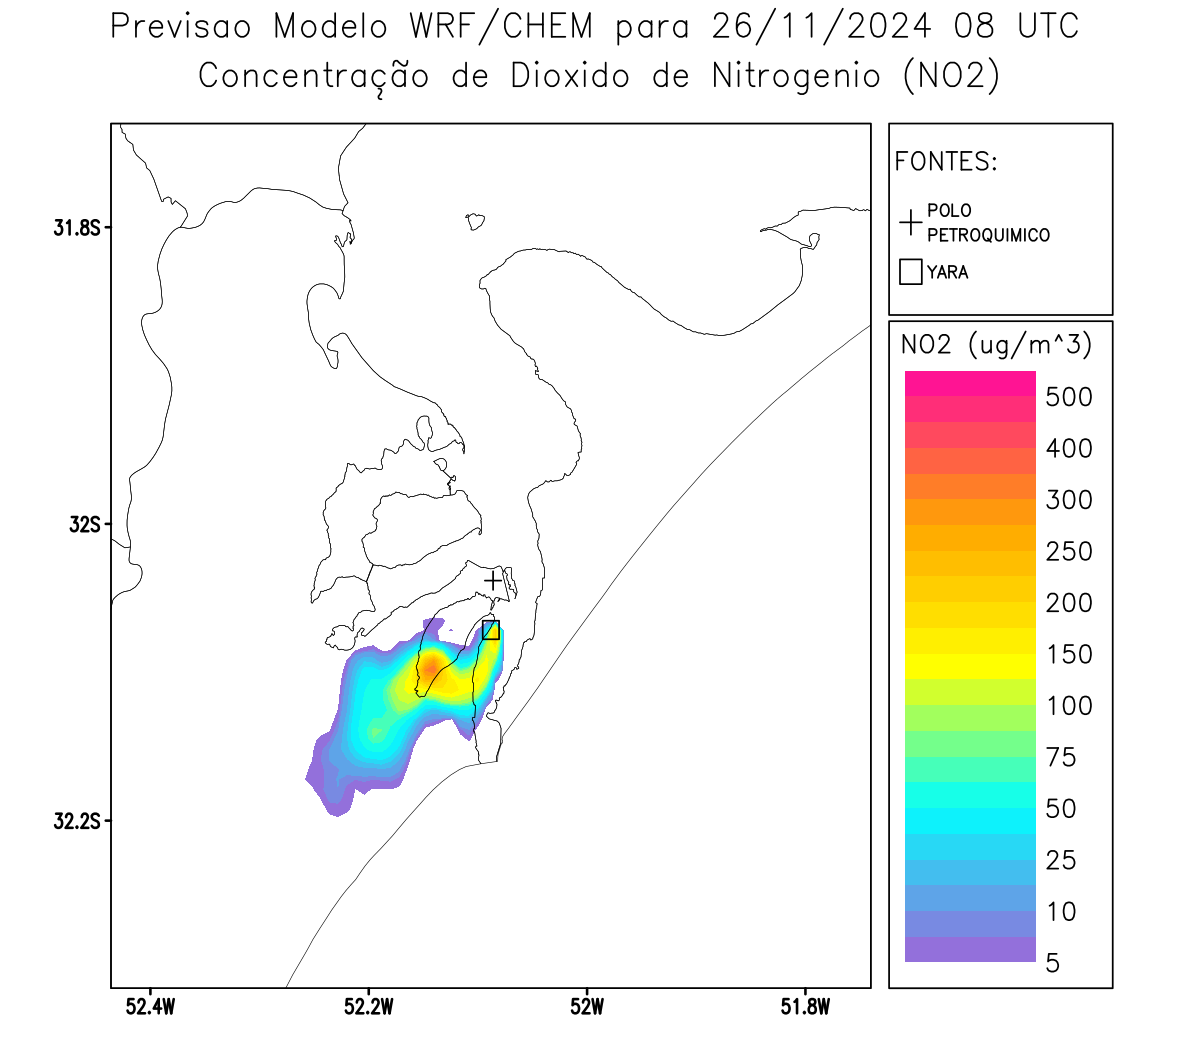 Previsao Modelo WRF/CHEM para 26/11/2024 08 UTC
Concentração de Dioxido de Nitrogenio (NO2)
FONTES:
POLO
PETROQUIMICO
YARA
NO2 (ug/m^3)
500
400
300
250
200
150
100
75
50
25
10
5
31.8S
32S
32.2S
52.4W
52.2W
52W
51.8W